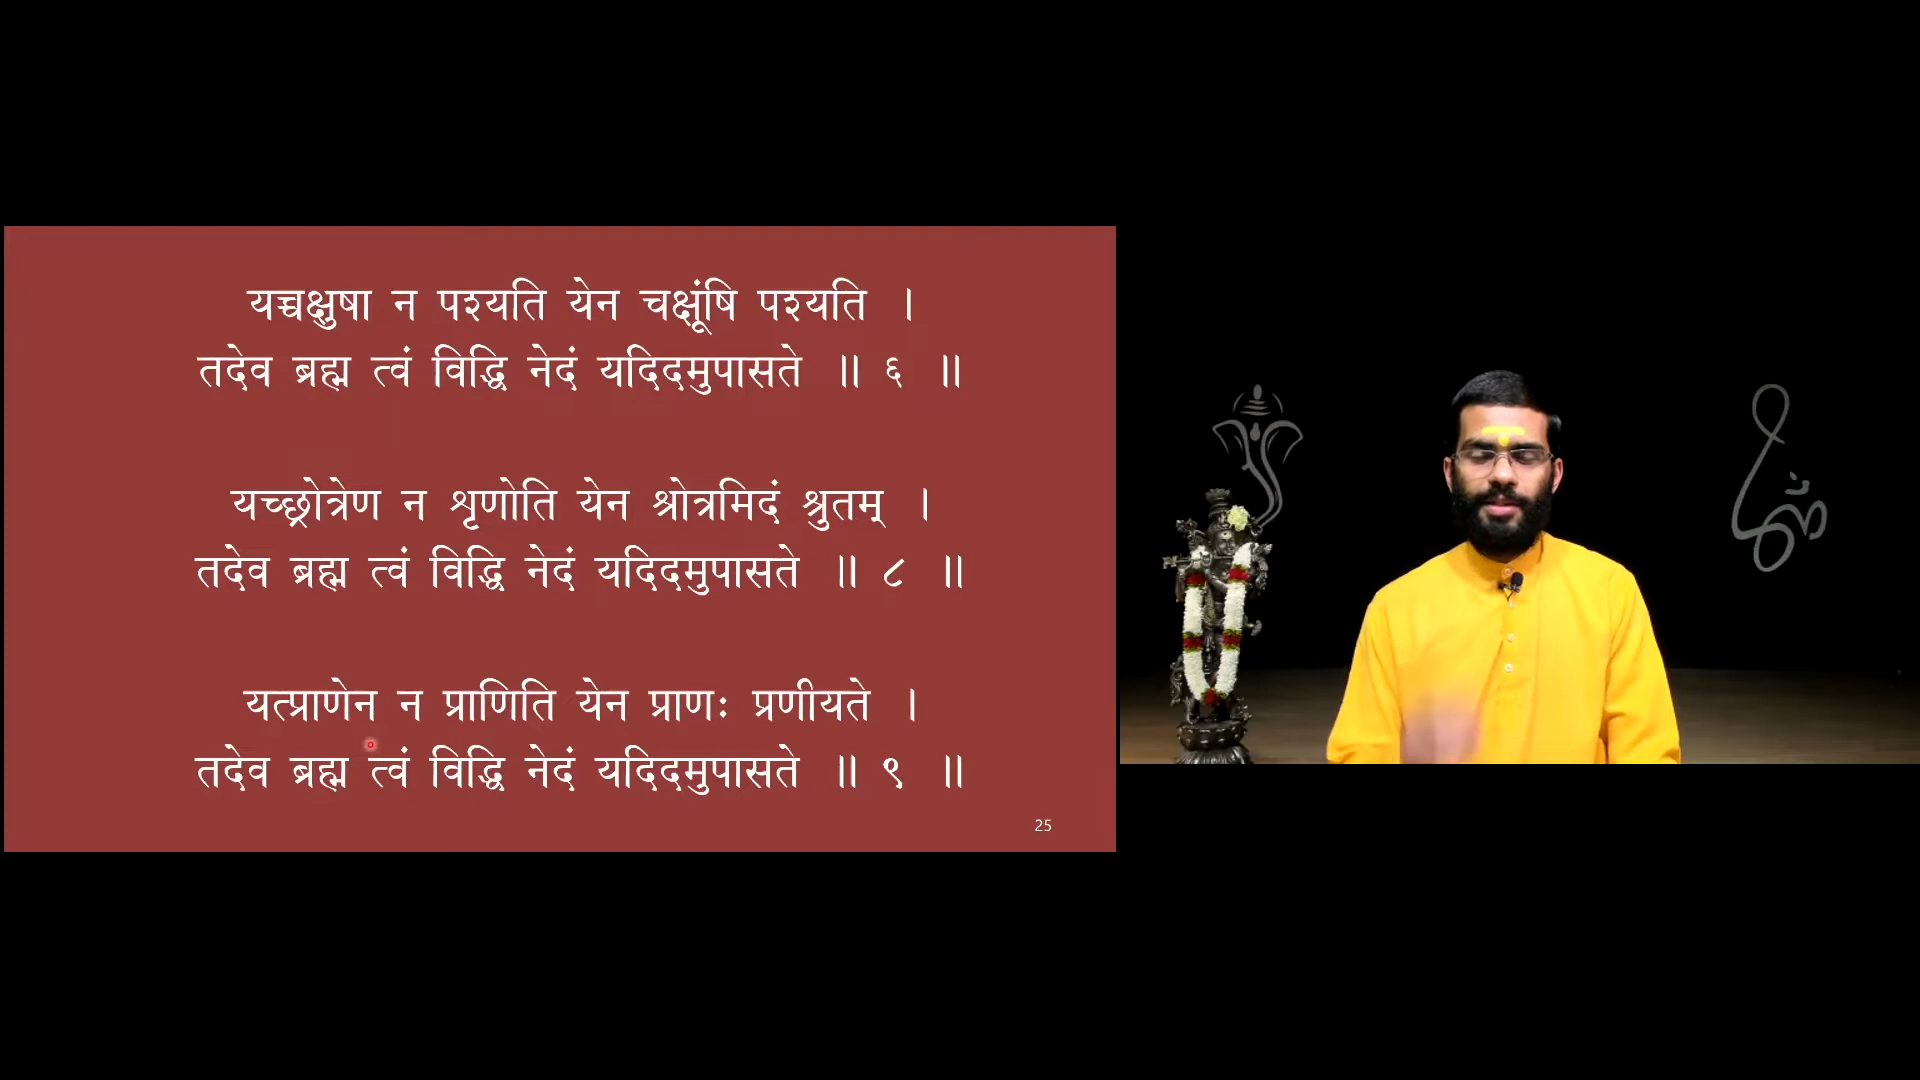 यच्चक्षुषा न पश्यति येन चक्षूंषि पश्यति ।
तदेव ब्रह्म त्वं विद्धि नेदं यदिदमुपासते ॥ ६ ॥
यच्छ्रोत्रेण न शृणोति येन श्रोत्रमिदं श्रुतम् ।
तदेव ब्रह्म त्वं विद्धि नेदं यदिदमुपासते ॥ ८ ॥
यत्प्राणेन न प्राणिति येन प्राणः प्रणीयते ।
तदेव ब्रह्म त्वं विद्धि नेदं यदिदमुपासते ॥ ९ ॥
25